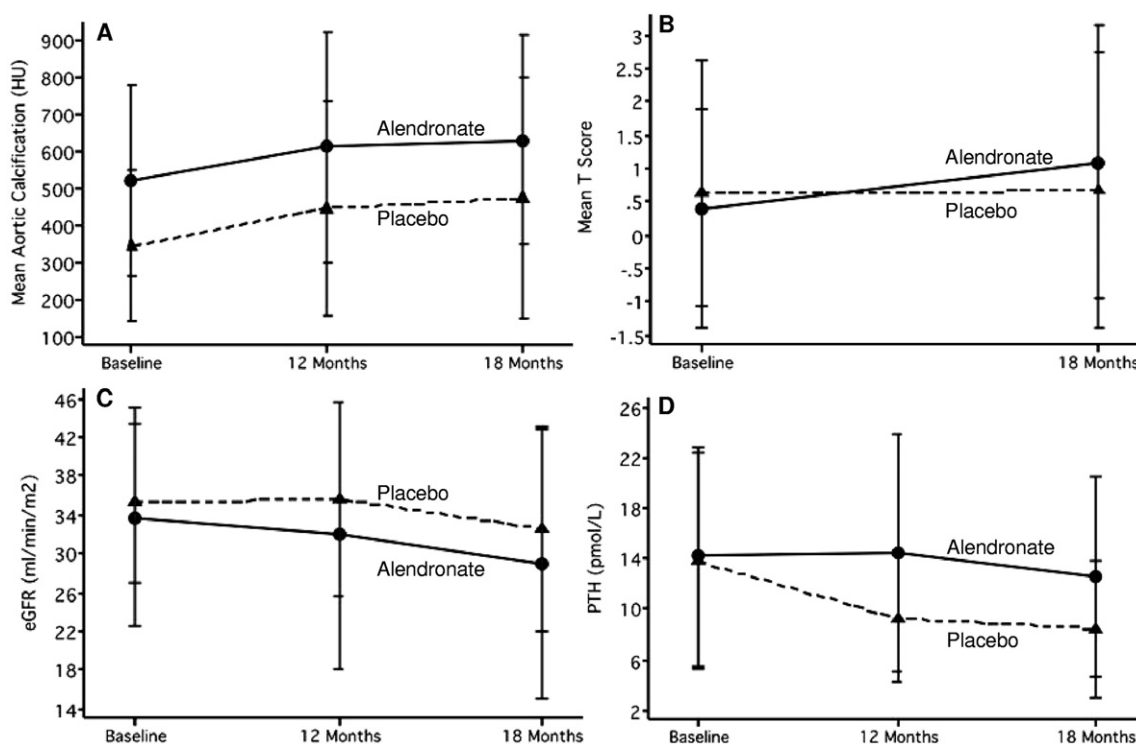 A
Mean Aortic Calcification (HU)
900
800
700
600
500
400
300
200
100
Alendronate
Placebo
Baseline
12 Months
18 Months
B
Mean T Score
3
2.5
2
1.5
1
.5
0
-.5
-1
-1.5
Alendronate
Placebo
Baseline
18 Months
C
eGFR (ml/min/m2)
46
42
38
34
30
26
22
18
14
Placebo
Alendronate
Baseline
12 Months
18 Months
D
PTH (pmol/L)
26
22
18
14
10
6
2
Alendronate
Placebo
Baseline
12 Months
18 Months